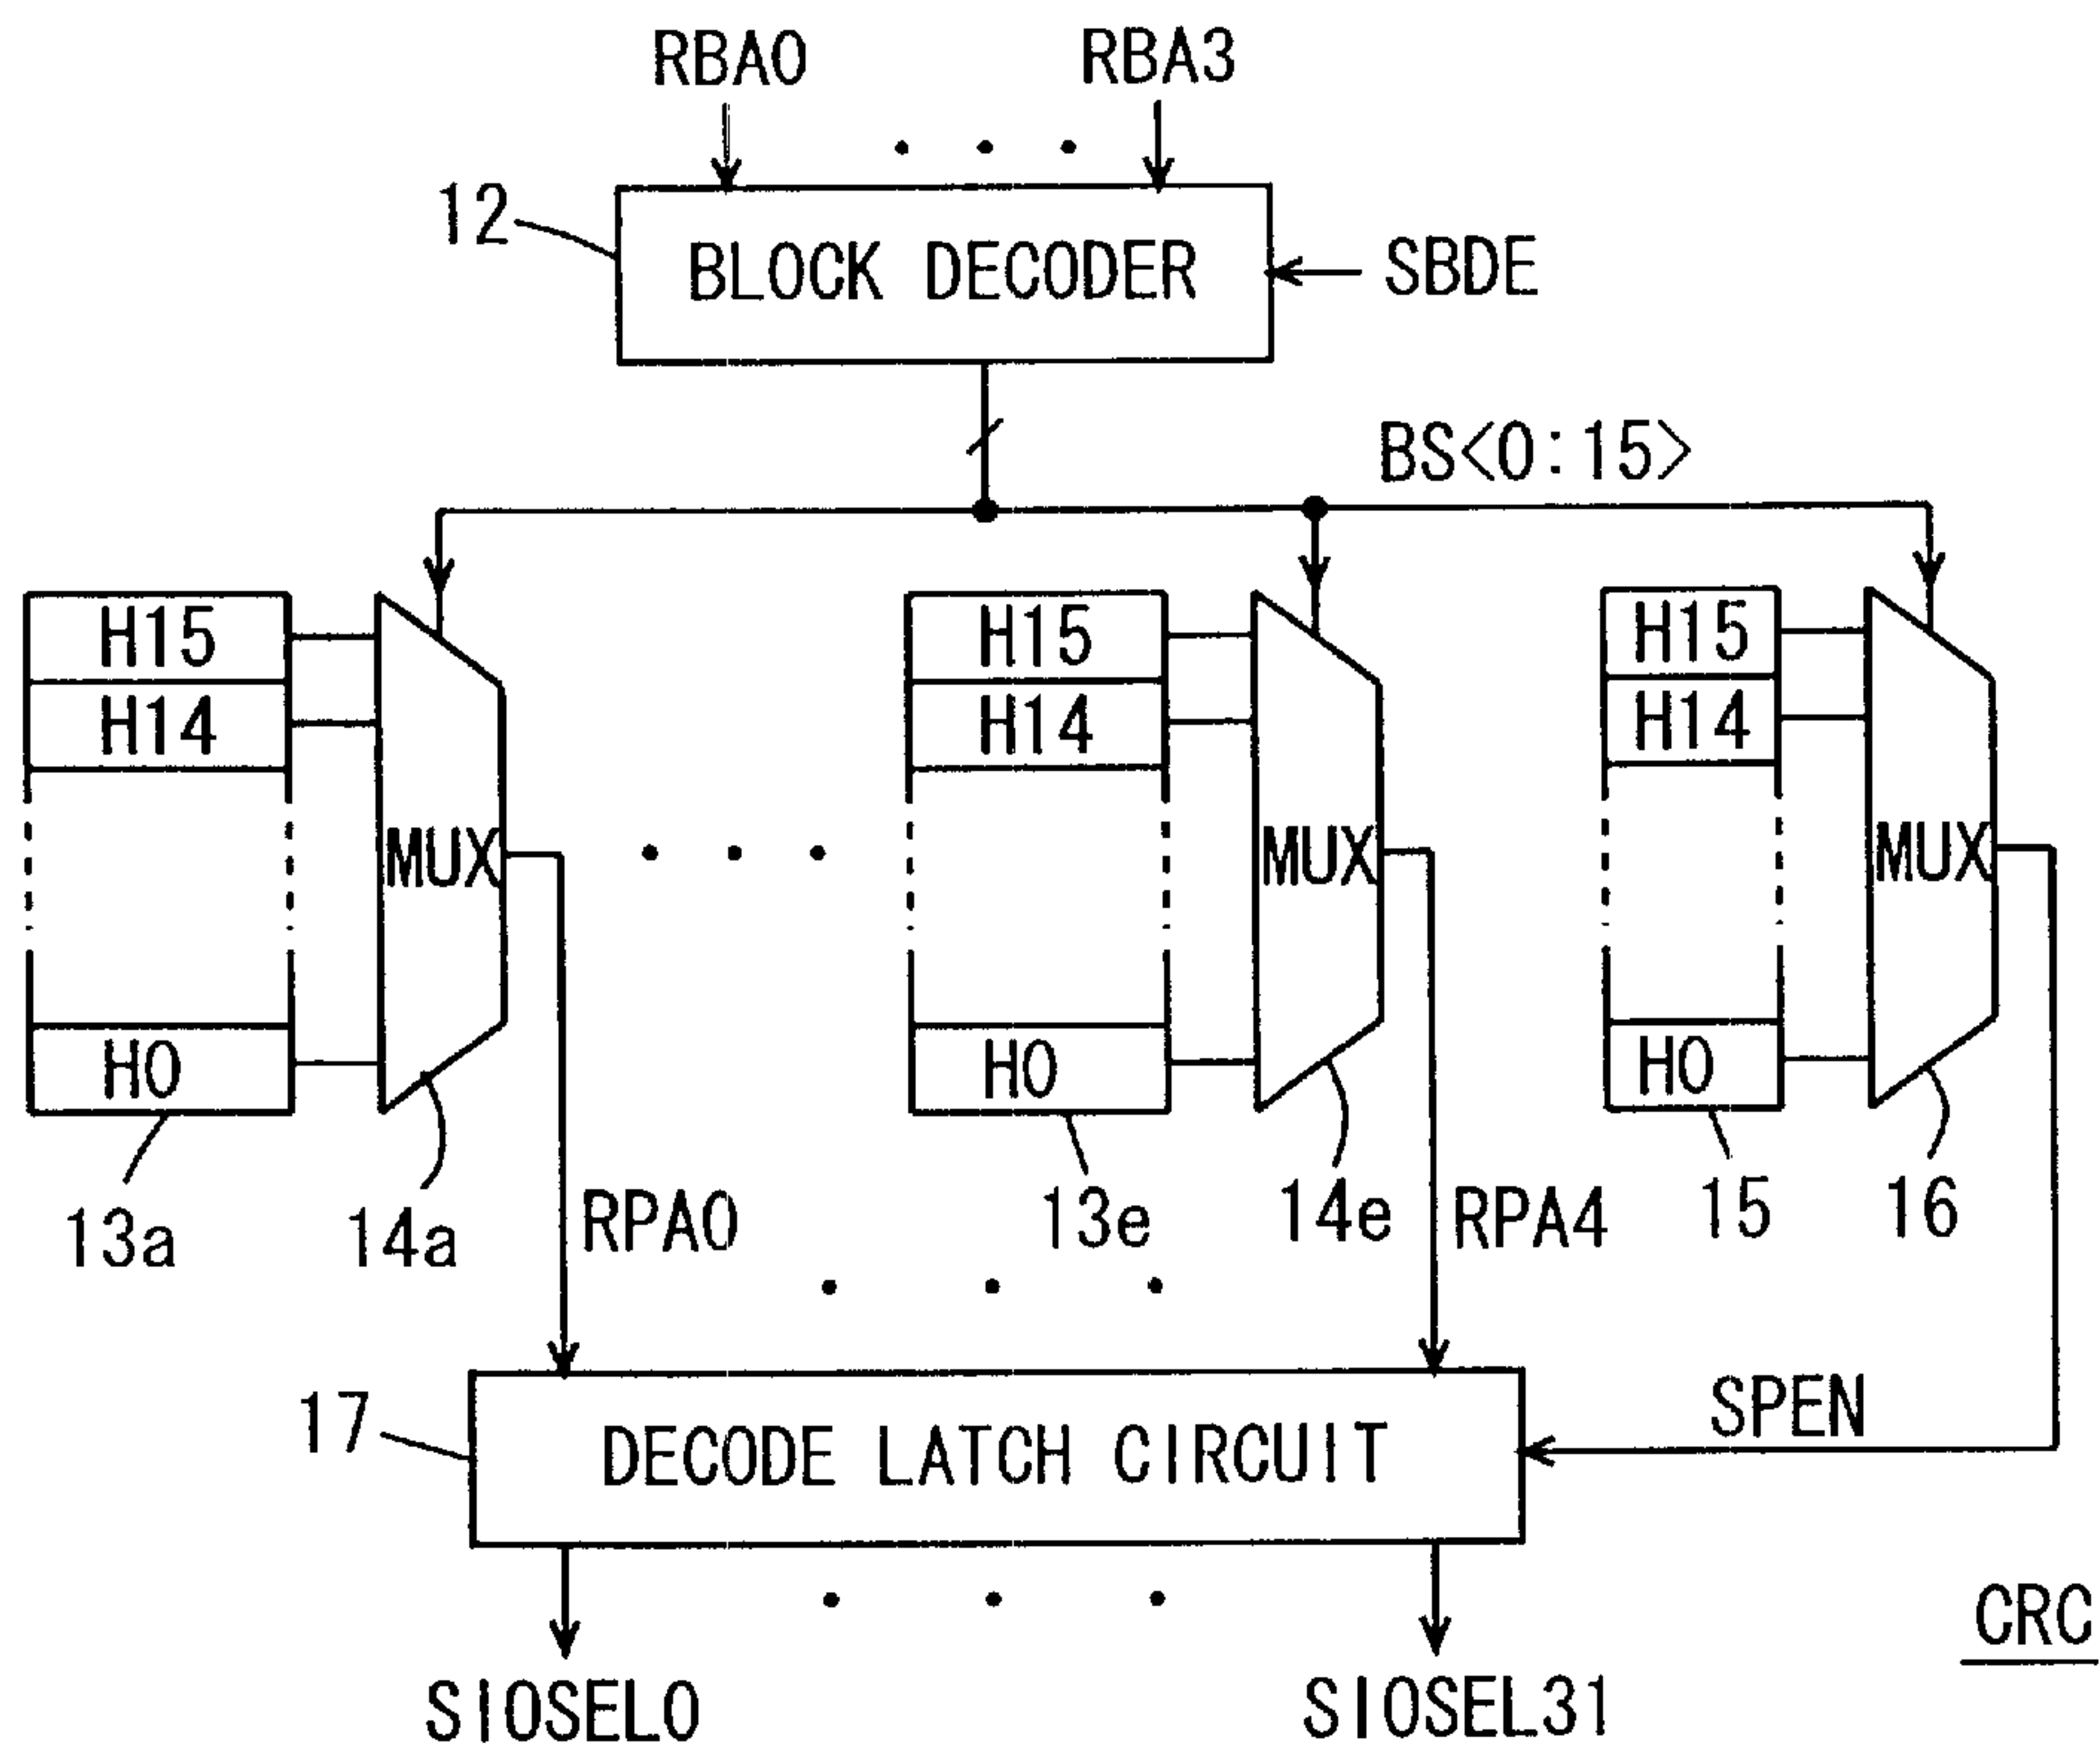 RBA0 RBA3
12
BLOCK DECODER
SBDE
BS<0:15>
H15 H15 H15
H14 H14 H14
MUX MUX MUX
H0 H0 H0
13a 14a RPA0 13e 14e RPA4 15 16
17
DECODE LATCH CIRCUIT
SPEN
CRC
SIOSEL0 SIOSEL31